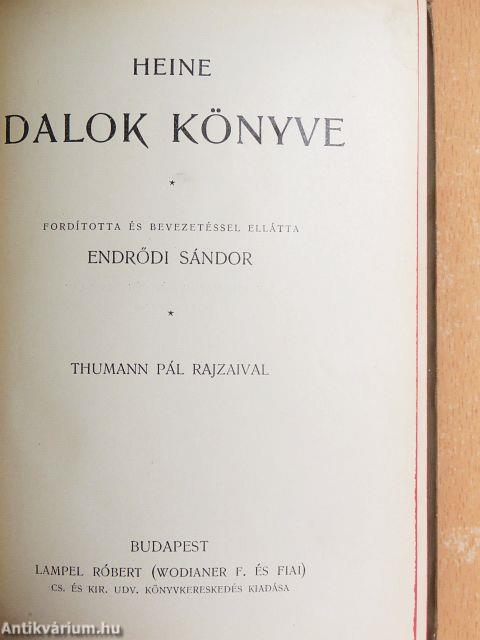 HEINE
DALOK KÖNYVE
*
FORDÍTOTTA ÉS BEVEZETÉSSEL ELLÁTTA
ENDRŐDI SÁNDOR
*
THUMANN PÁL RAJZAIVAL
BUDAPEST
LAMPEL RÓBERT (WODIANER F. ÉS FIAI)
CS. ÉS KIR. UDV. KÖNYVKERESKEDÉS KIADÁSA
Antikvárium.hu